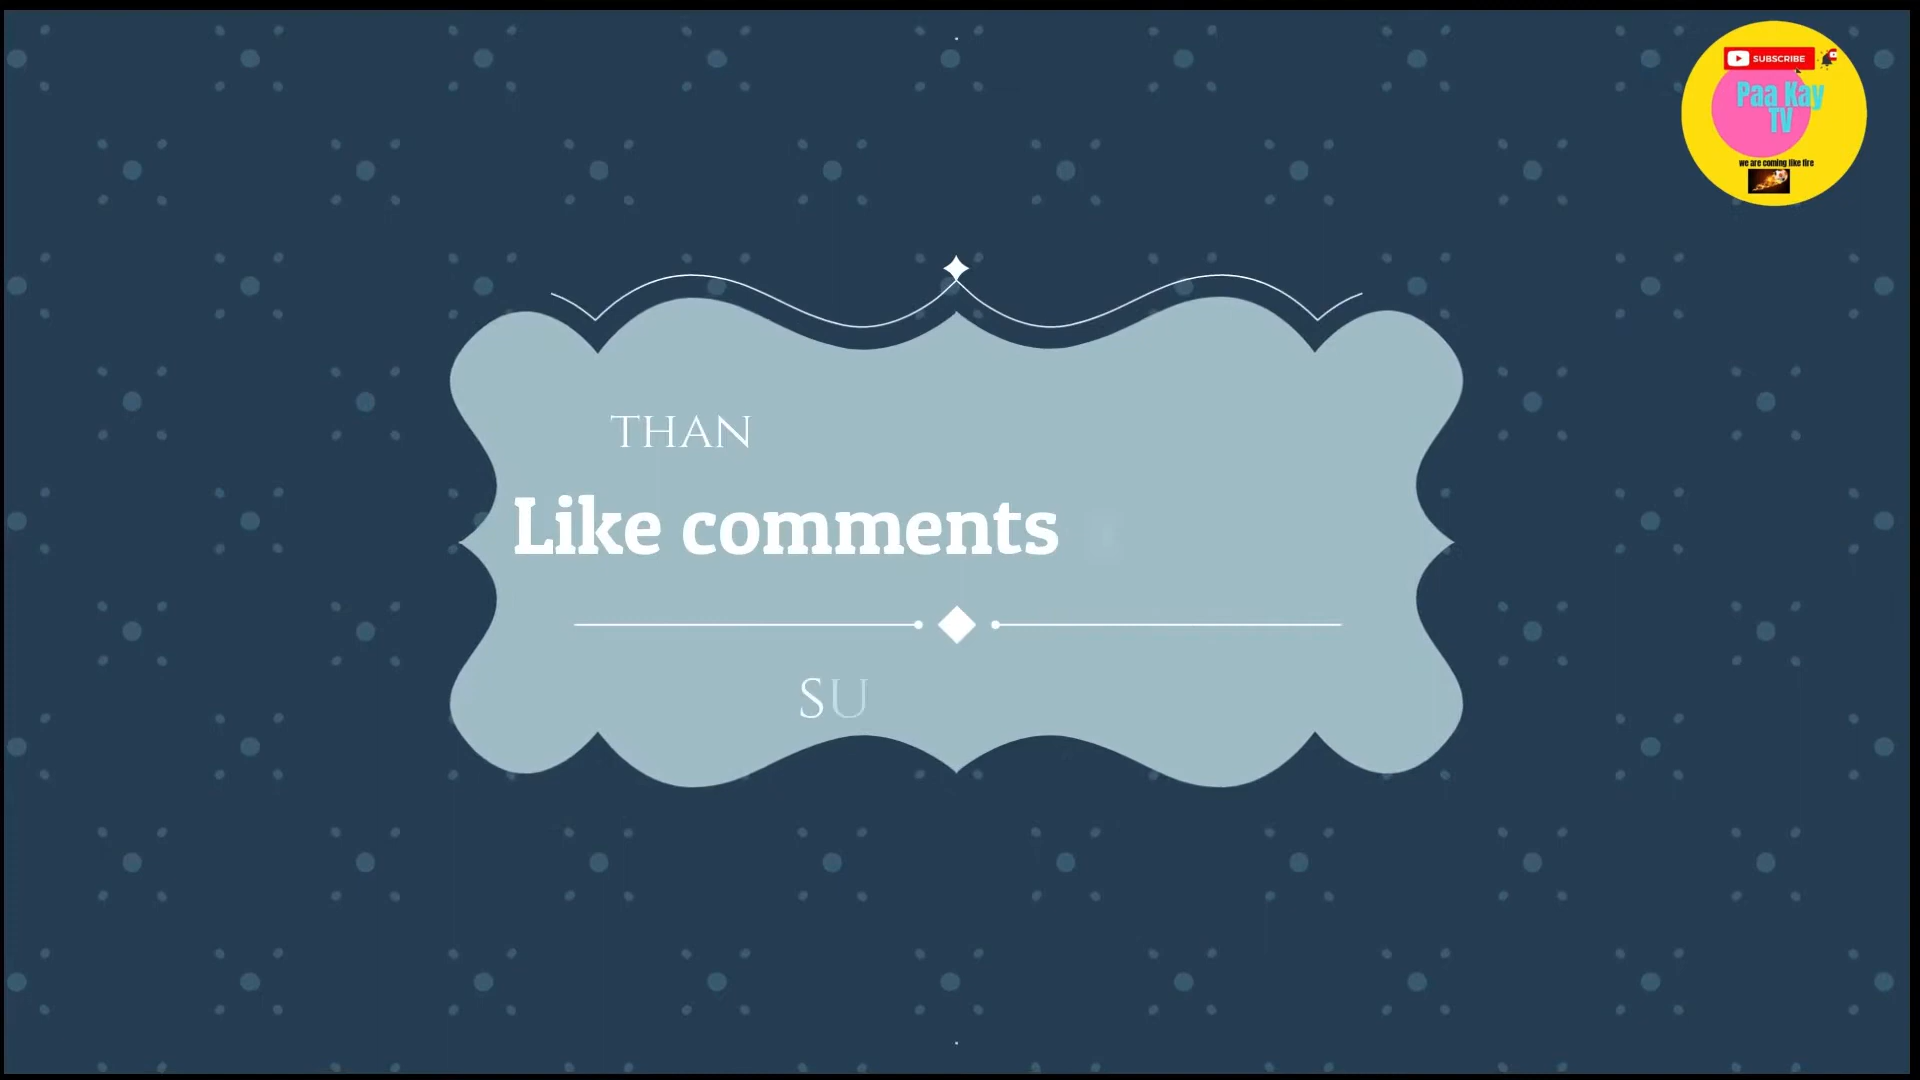 SUBSCRIBE
Paa Kay
TV
we are coming like fire
THAN
Like comments
SU